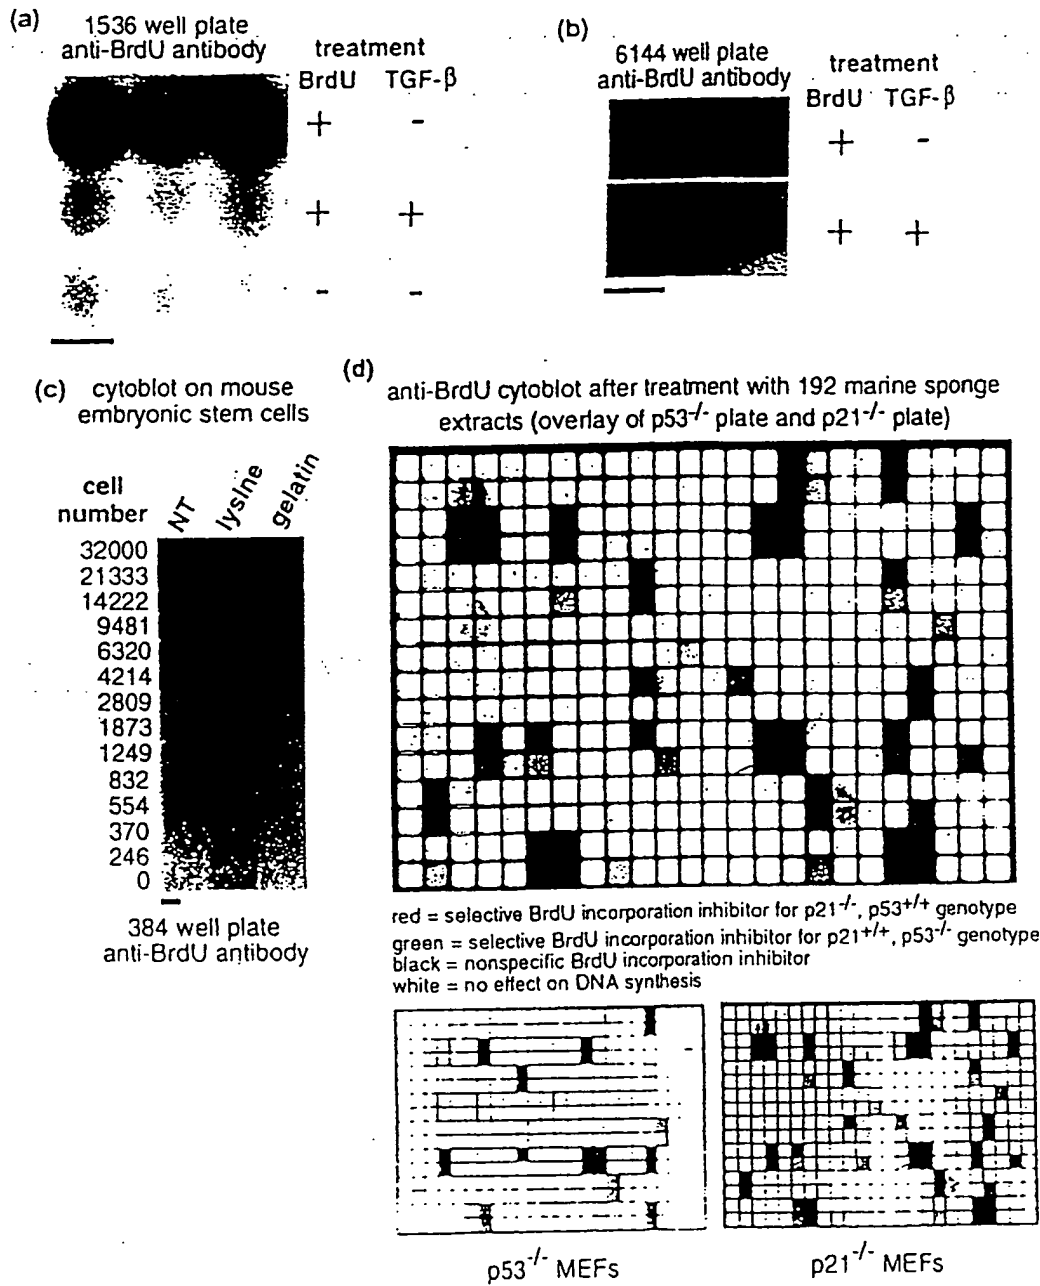 (a)
1536 well plate
anti-BrdU antibody
treatment
BrdU TGF-β
+ -
+ +
- -
(b)
6144 well plate
anti-BrdU antibody
treatment
BrdU TGF-β
+ -
+ +
(c) cytoblot on mouse
embryonic stem cells
cell
number
NT
lysine
gelatin
32000
21333
14222
9481
6320
4214
2809
1873
1249
832
554
370
246
0
384 well plate
anti-BrdU antibody
(d)
anti-BrdU cytoblot after treatment with 192 marine sponge
extracts (overlay of p53-/- plate and p21-/- plate)
red = selective BrdU incorporation inhibitor for p21-/-, p53+/+ genotype
green = selective BrdU incorporation inhibitor for p21+/+, p53-/- genotype
black = nonspecific BrdU incorporation inhibitor
white = no effect on DNA synthesis
p53-/- MEFs
p21-/- MEFs